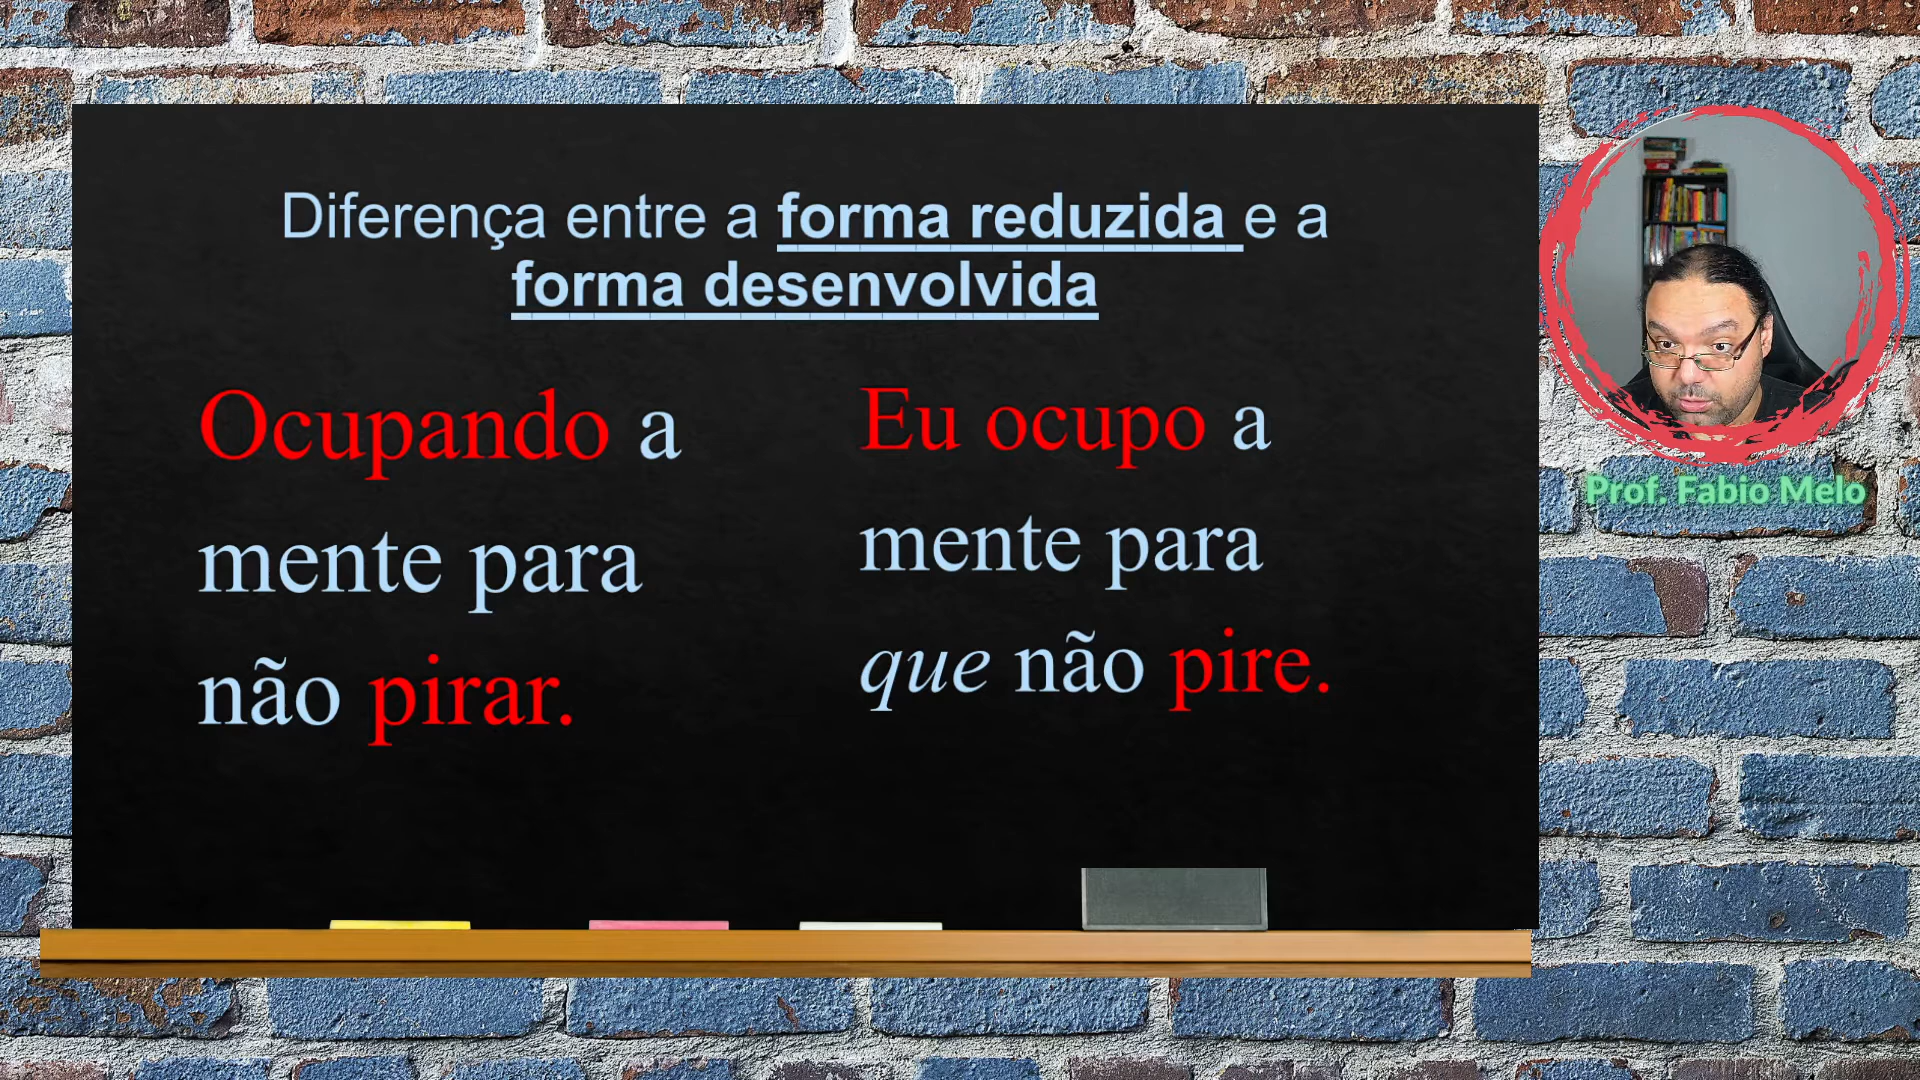 Diferença entre a forma reduzida e a
forma desenvolvida
Ocupando a
mente para
não pirar.
Eu ocupo a
mente para
que não pire.
Prof. Fabio Melo